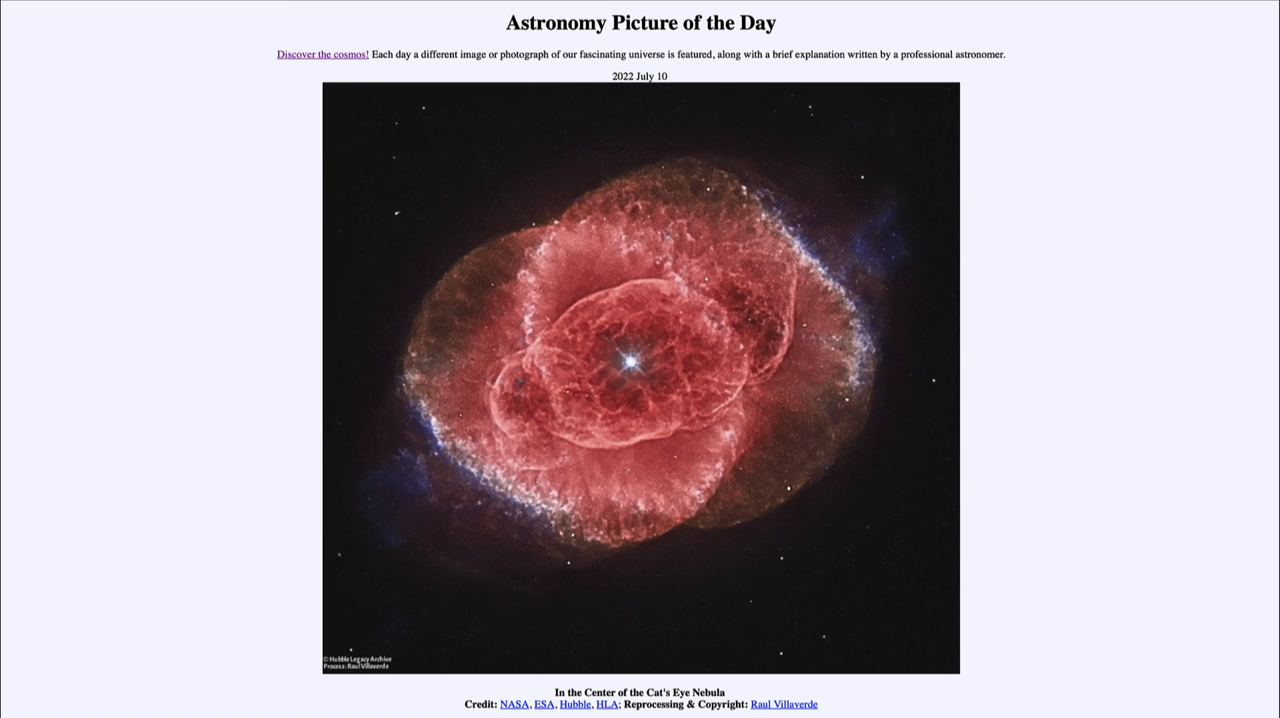 Astronomy Picture of the Day
Discover the cosmos! Each day a different image or photograph of our fascinating universe is featured, along with a brief explanation written by a professional astronomer.
2022 July 10
© Hubble Legacy Archive
Process: Raul Villaverde
In the Center of the Cat's Eye Nebula
Credit: NASA, ESA, Hubble, HLA; Reprocessing & Copyright: Raul Villaverde